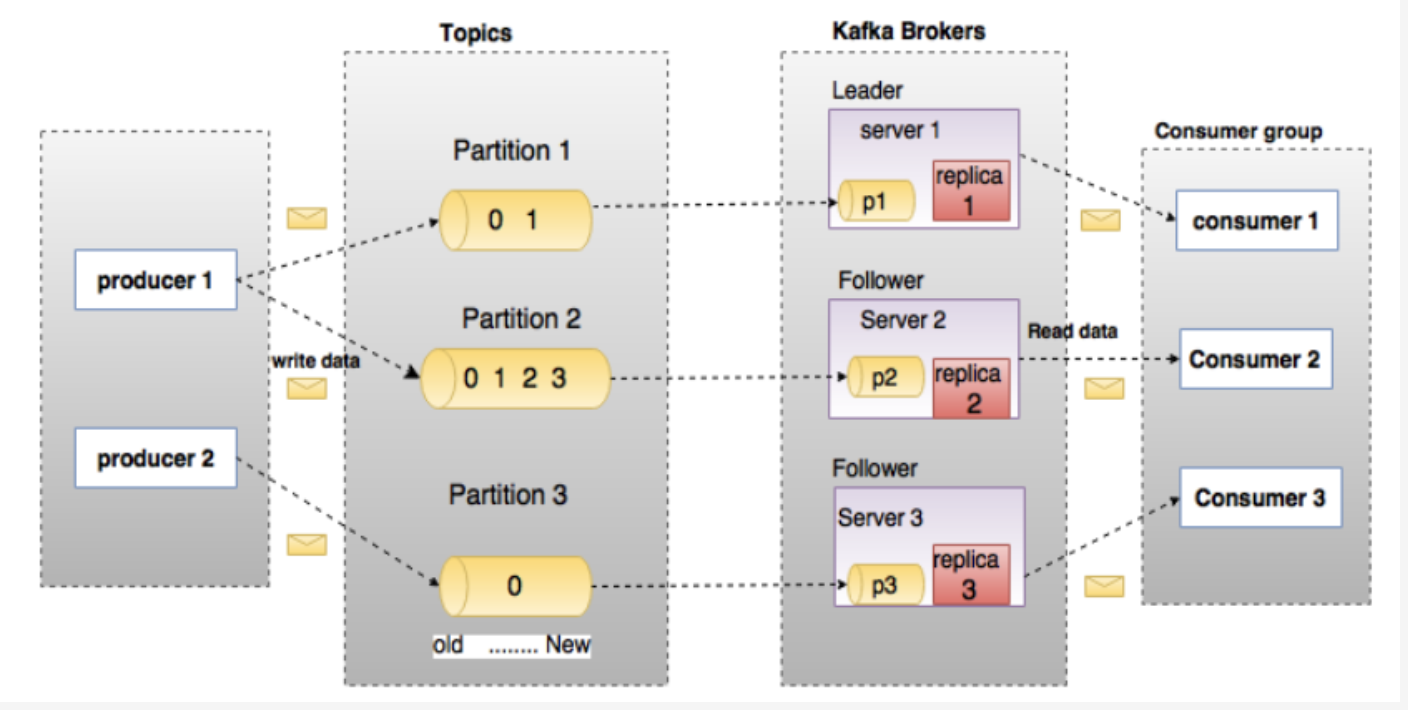 Topics
Kafka Brokers
producer 1
write data
producer 2
Partition 1
0 1
Partition 2
0 1 2 3
Partition 3
0
old ........ New
Leader
server 1
p1
replica
1
Follower
Server 2
p2
replica
2
Follower
Server 3
p3
replica
3
Read data
Consumer group
consumer 1
Consumer 2
Consumer 3